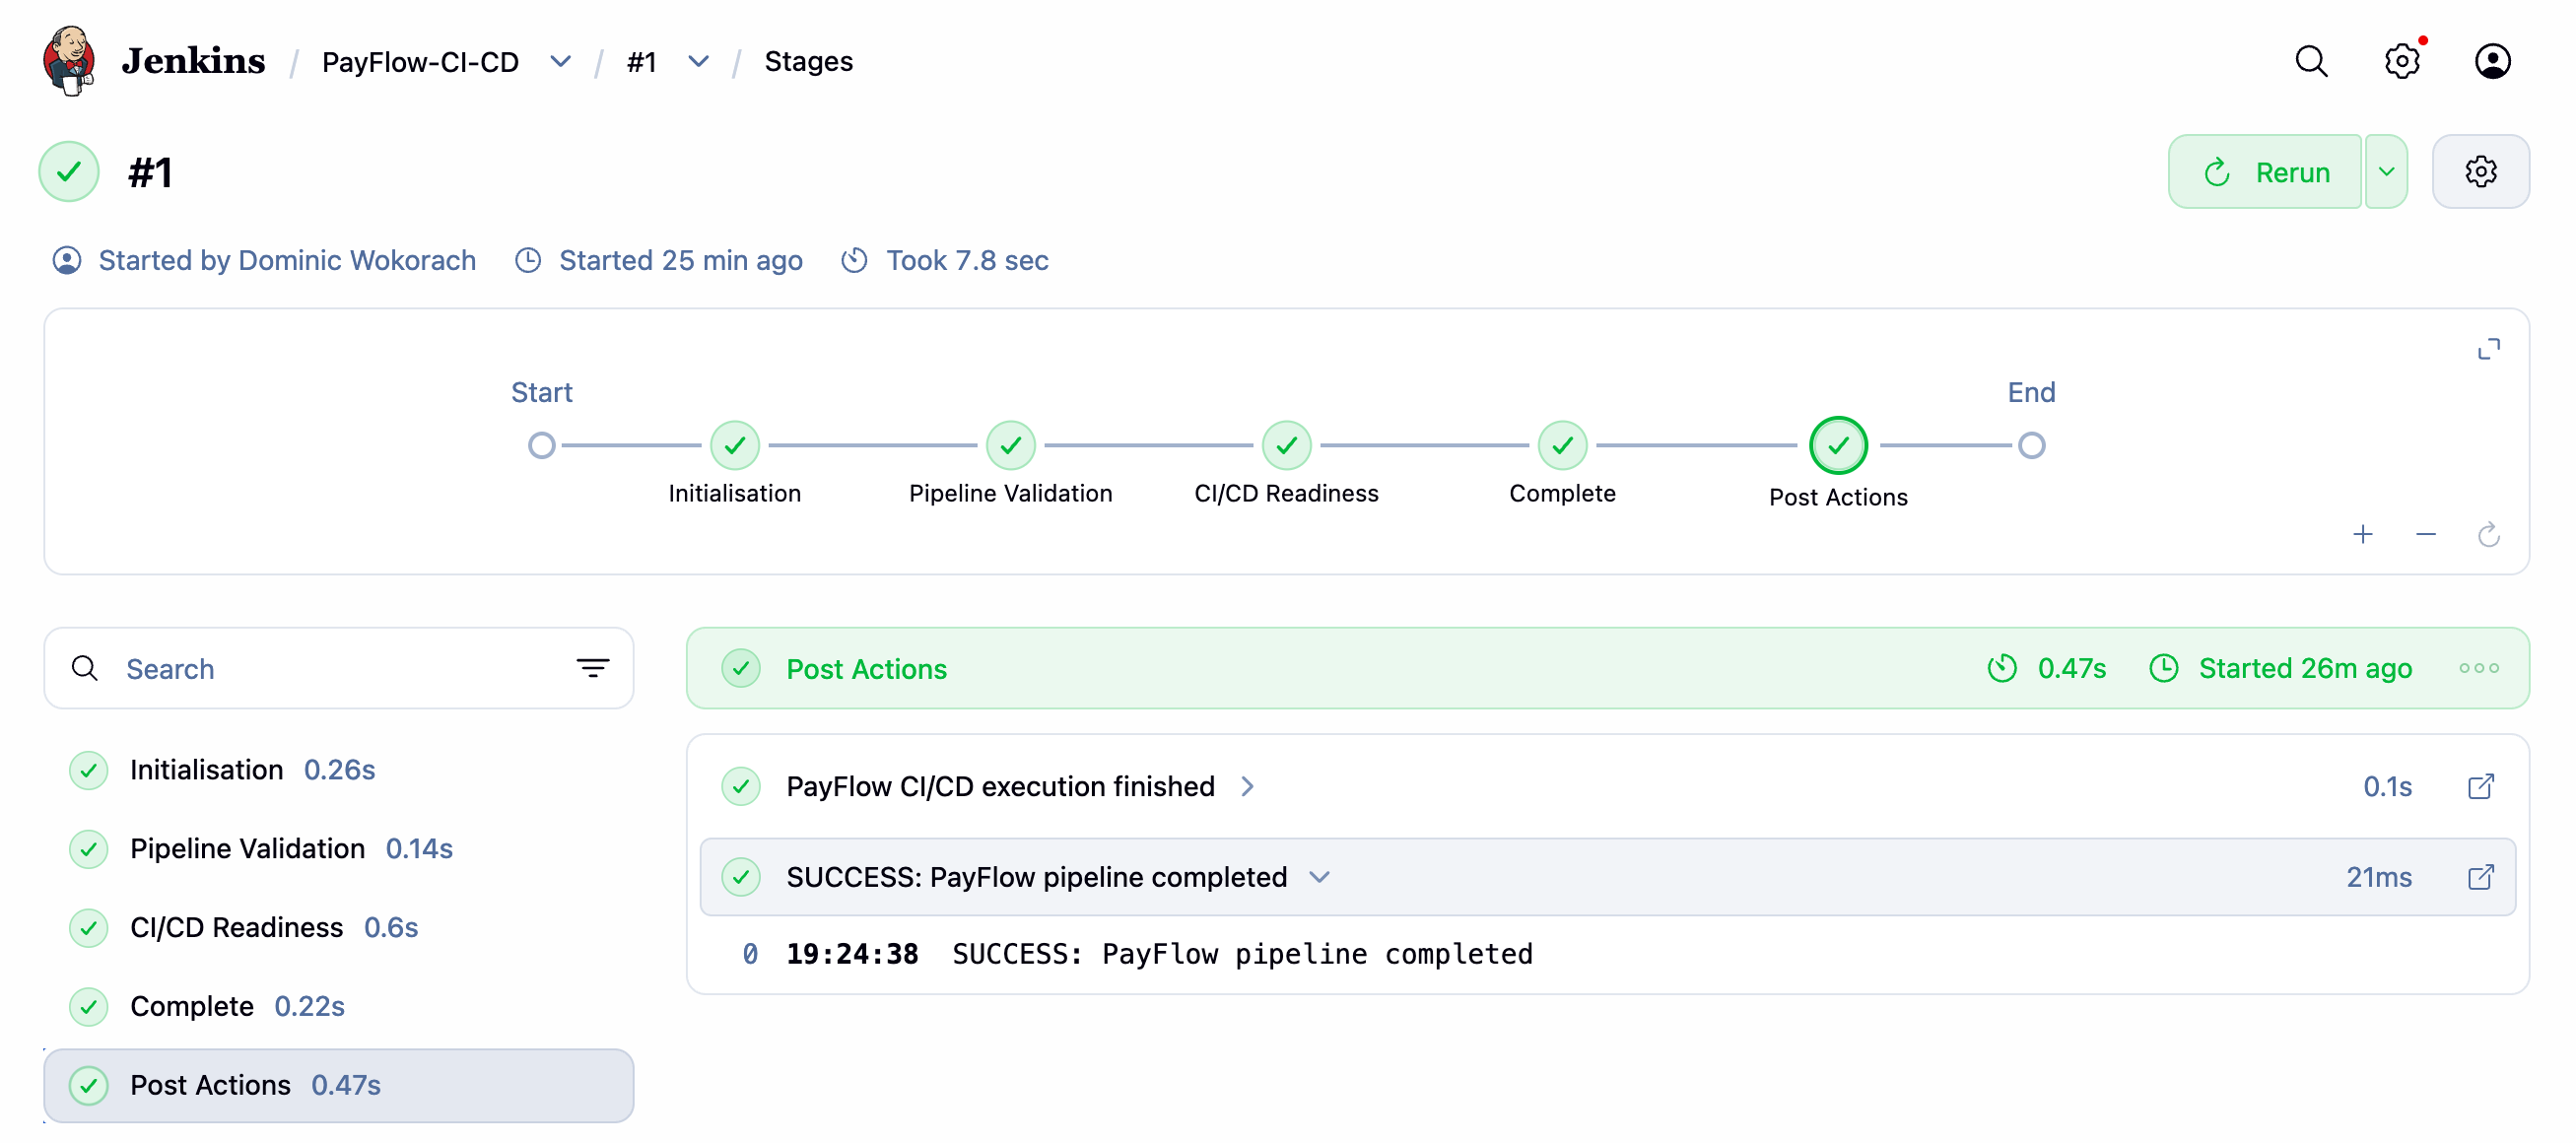 Jenkins / PayFlow-CI-CD / #1 / Stages
#1
Rerun
Started by Dominic Wokorach Started 25 min ago Took 7.8 sec
Start End
Initialisation Pipeline Validation CI/CD Readiness Complete Post Actions
Search
Initialisation 0.26s
Pipeline Validation 0.14s
CI/CD Readiness 0.6s
Complete 0.22s
Post Actions 0.47s
Post Actions 0.47s Started 26m ago
PayFlow CI/CD execution finished 0.1s
SUCCESS: PayFlow pipeline completed 21ms
0 19:24:38 SUCCESS: PayFlow pipeline completed